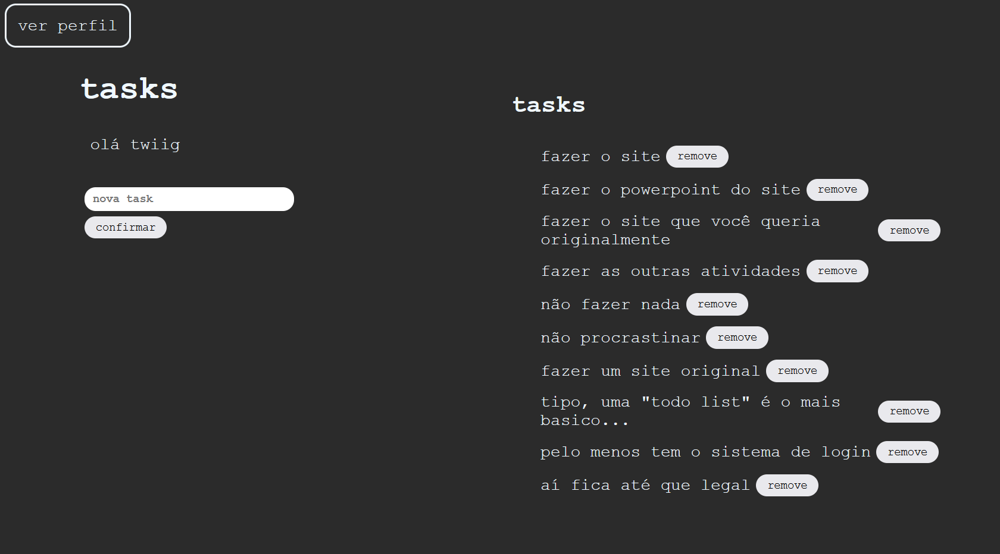 ver perfil
tasks
olá twiig
nova task
confirmar
tasks
fazer o site remove
fazer o powerpoint do site remove
fazer o site que você queria
originalmente remove
fazer as outras atividades remove
não fazer nada remove
não procrastinar remove
fazer um site original remove
tipo, uma "todo list" é o mais
basico... remove
pelo menos tem o sistema de login remove
aí fica até que legal remove